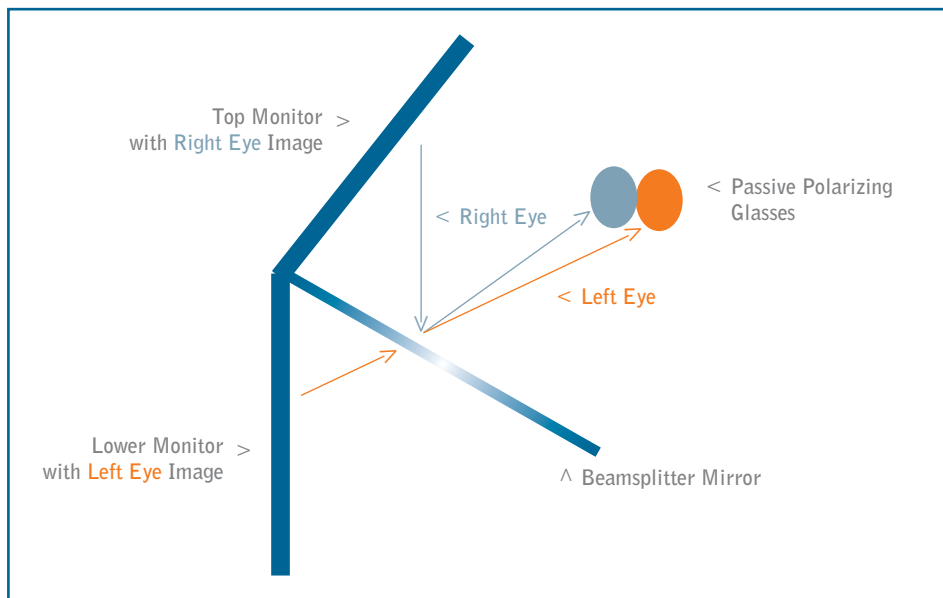 Top Monitor >
with Right Eye Image
< Passive Polarizing
Glasses
< Right Eye
< Left Eye
Lower Monitor >
with Left Eye Image
^ Beamsplitter Mirror